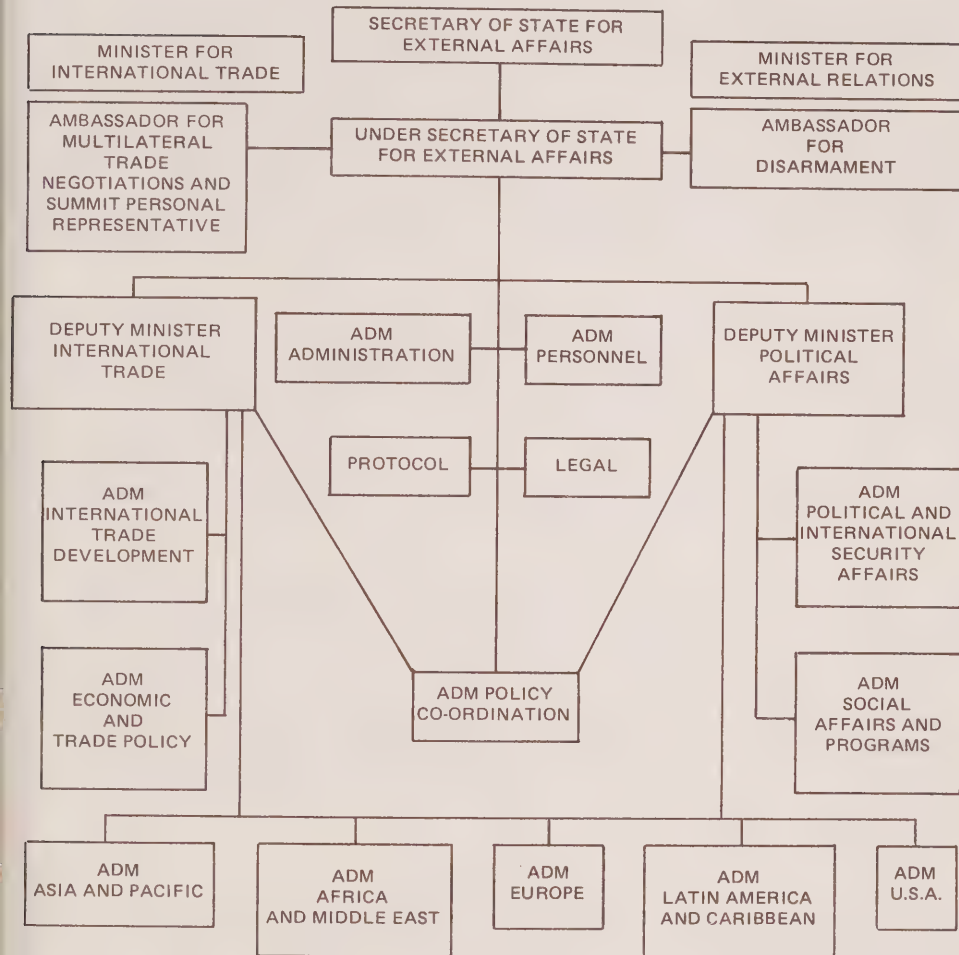 SECRETARY OF STATE FOR
EXTERNAL AFFAIRS
MINISTER FOR
INTERNATIONAL TRADE
MINISTER FOR
EXTERNAL RELATIONS
AMBASSADOR FOR
MULTILATERAL
TRADE
NEGOTIATIONS AND
SUMMIT PERSONAL
REPRESENTATIVE
UNDER SECRETARY OF STATE
FOR EXTERNAL AFFAIRS
AMBASSADOR
FOR
DISARMAMENT
DEPUTY MINISTER
INTERNATIONAL
TRADE
ADM
ADMINISTRATION
ADM
PERSONNEL
DEPUTY MINISTER
POLITICAL
AFFAIRS
PROTOCOL
LEGAL
ADM
INTERNATIONAL
TRADE
DEVELOPMENT
ADM
POLITICAL AND
INTERNATIONAL
SECURITY
AFFAIRS
ADM
ECONOMIC
AND
TRADE POLICY
ADM POLICY
CO-ORDINATION
ADM
SOCIAL
AFFAIRS AND
PROGRAMS
ADM
ASIA AND PACIFIC
ADM
AFRICA
AND MIDDLE EAST
ADM
EUROPE
ADM
LATIN AMERICA
AND CARIBBEAN
ADM
U.S.A.